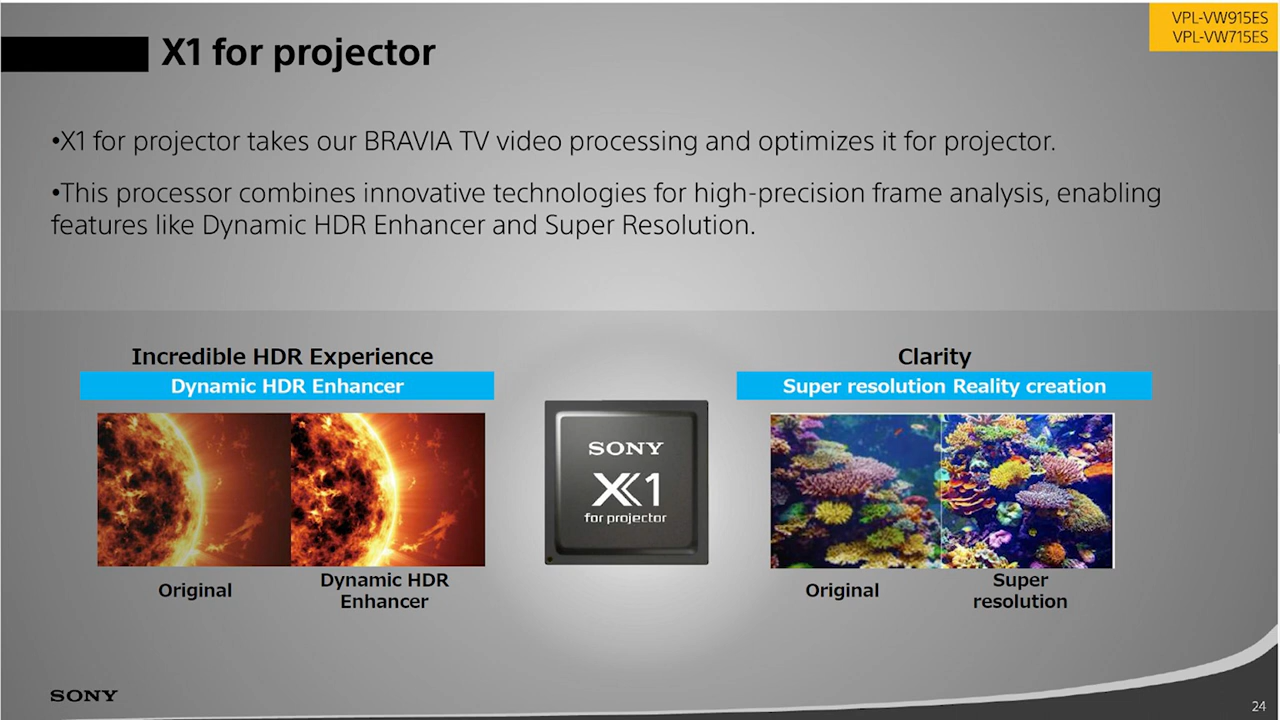 VPL-VW915ES
VPL-VW715ES
X1 for projector
•X1 for projector takes our BRAVIA TV video processing and optimizes it for projector.
•This processor combines innovative technologies for high-precision frame analysis, enabling
features like Dynamic HDR Enhancer and Super Resolution.
Incredible HDR Experience
Dynamic HDR Enhancer
Original
Dynamic HDR
Enhancer
SONY
X1
for projector
Clarity
Super resolution Reality creation
Original
Super
resolution
SONY
24